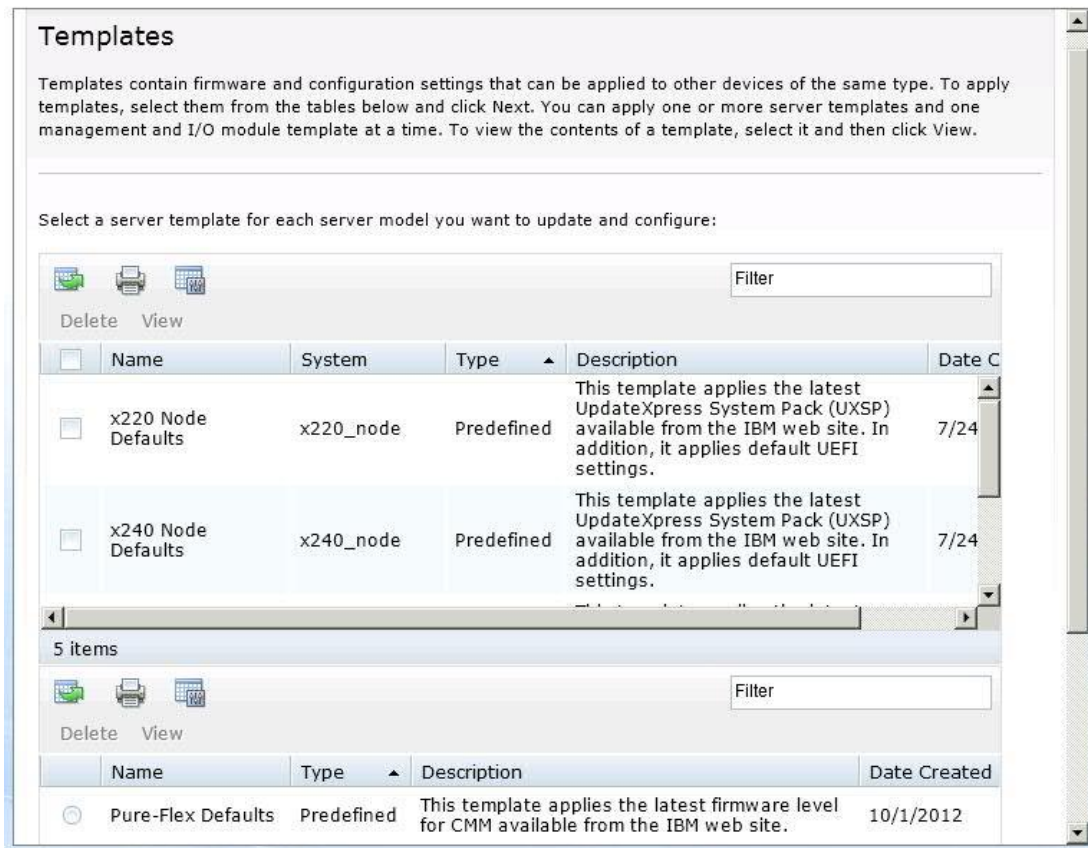 Templates
Templates contain firmware and configuration settings that can be applied to other devices of the same type. To apply
templates, select them from the tables below and click Next. You can apply one or more server templates and one
management and I/O module template at a time. To view the contents of a template, select it and then click View.
Select a server template for each server model you want to update and configure:
Filter
Delete View
Name System Type Description Date C
x220 Node
Defaults
x220_node
Predefined
This template applies the latest
UpdateXpress System Pack (UXSP)
available from the IBM web site. In
addition, it applies default UEFI
settings.
7/24
x240 Node
Defaults
x240_node
Predefined
This template applies the latest
UpdateXpress System Pack (UXSP)
available from the IBM web site. In
addition, it applies default UEFI
settings.
7/24
5 items
Filter
Delete View
Name Type Description Date Created
Pure-Flex Defaults
Predefined
This template applies the latest firmware level
for CMM available from the IBM web site.
10/1/2012